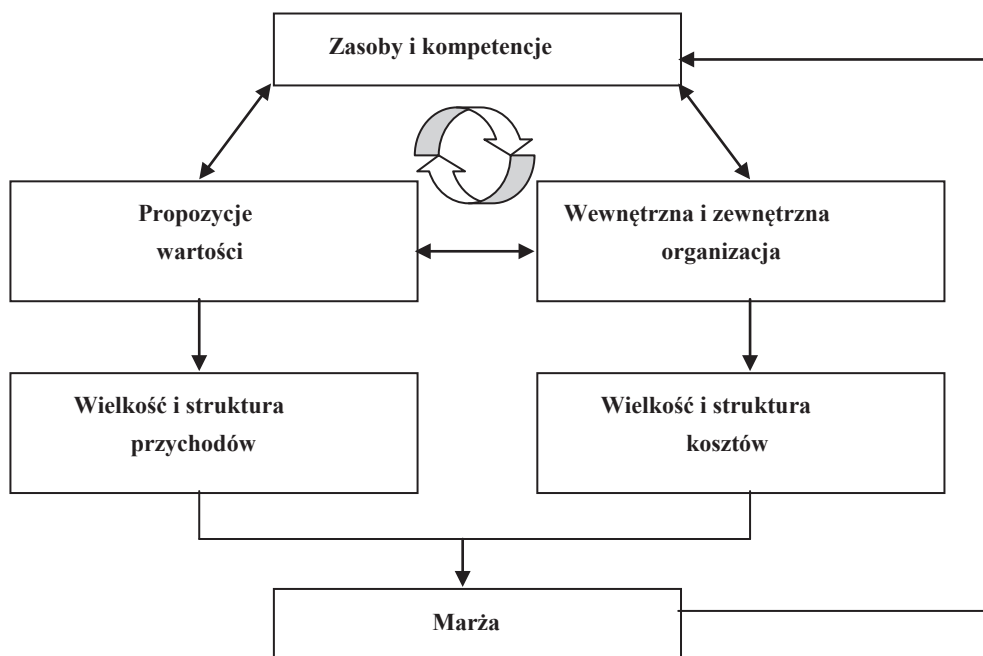 Zasoby i kompetencje
Propozycje
wartości
Wewnętrzna i zewnętrzna
organizacja
Wielkość i struktura
przychodów
Wielkość i struktura
kosztów
Marża